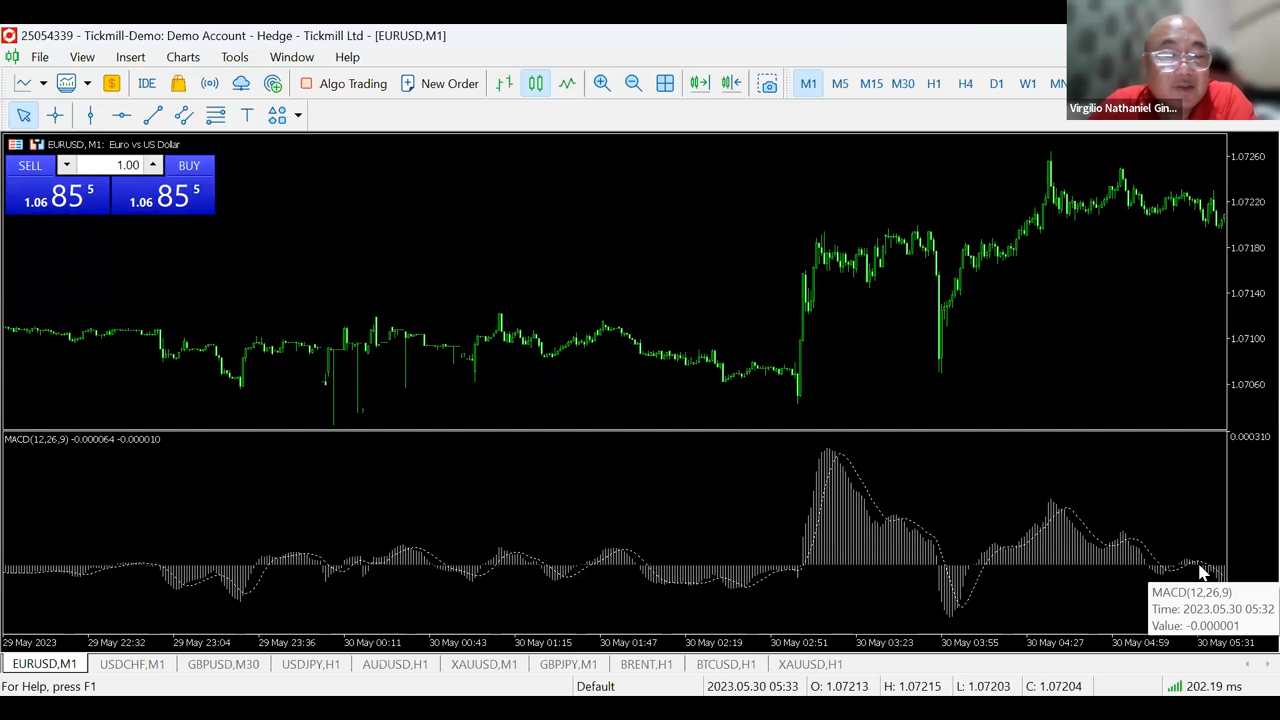 25054339 - Tickmill-Demo: Demo Account - Hedge - Tickmill Ltd - [EURUSD,M1]
File View Insert Charts Tools Window Help
IDE Algo Trading New Order M1 M5 M15 M30 H1 H4 D1 W1 MN
Virgilio Nathaniel Gin...
EURUSD, M1: Euro vs US Dollar
SELL 1.00 BUY
1.06 85 5 1.06 85 5
1.07260
1.07220
1.07180
1.07140
1.07100
1.07060
MACD(12,26,9) -0.000064 -0.000010
0.000310
MACD(12,26,9)
Time: 2023.05.30 05:32
Value: -0.000001
29 May 2023 29 May 22:32 29 May 23:04 29 May 23:36 30 May 00:11 30 May 00:43 30 May 01:15 30 May 01:47 30 May 02:19 30 May 02:51 30 May 03:23 30 May 03:55 30 May 04:27 30 May 04:59 30 May 05:31
EURUSD,M1 USDCHF,M1 GBPUSD,M30 USDJPY,H1 AUDUSD,H1 XAUUSD,M1 GBPJPY,M1 BRENT,H1 BTCUSD,H1 XAUUSD,H1
For Help, press F1 Default 2023.05.30 05:33 O: 1.07213 H: 1.07215 L: 1.07203 C: 1.07204 202.19 ms